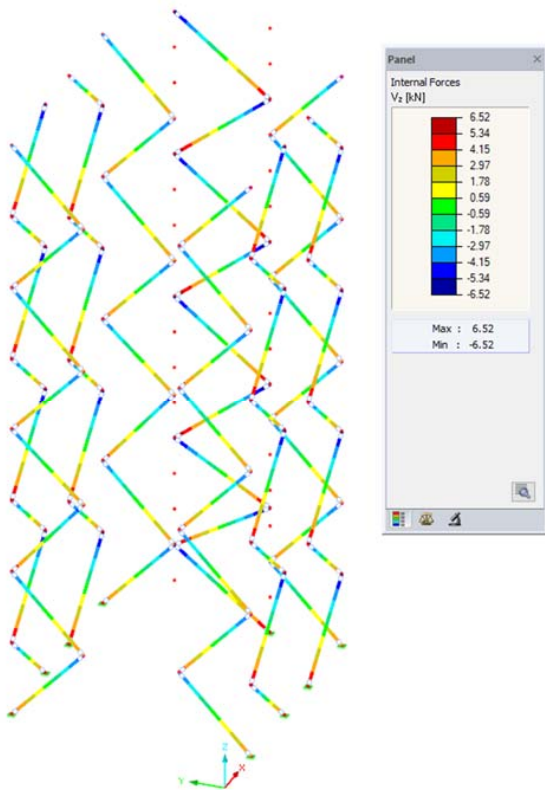 Panel
Internal Forces
Vz [kN]
6.52
5.34
4.15
2.97
1.78
0.59
-0.59
-1.78
-2.97
-4.15
-5.34
-6.52
Max : 6.52
Min : -6.52
Z
Y
X